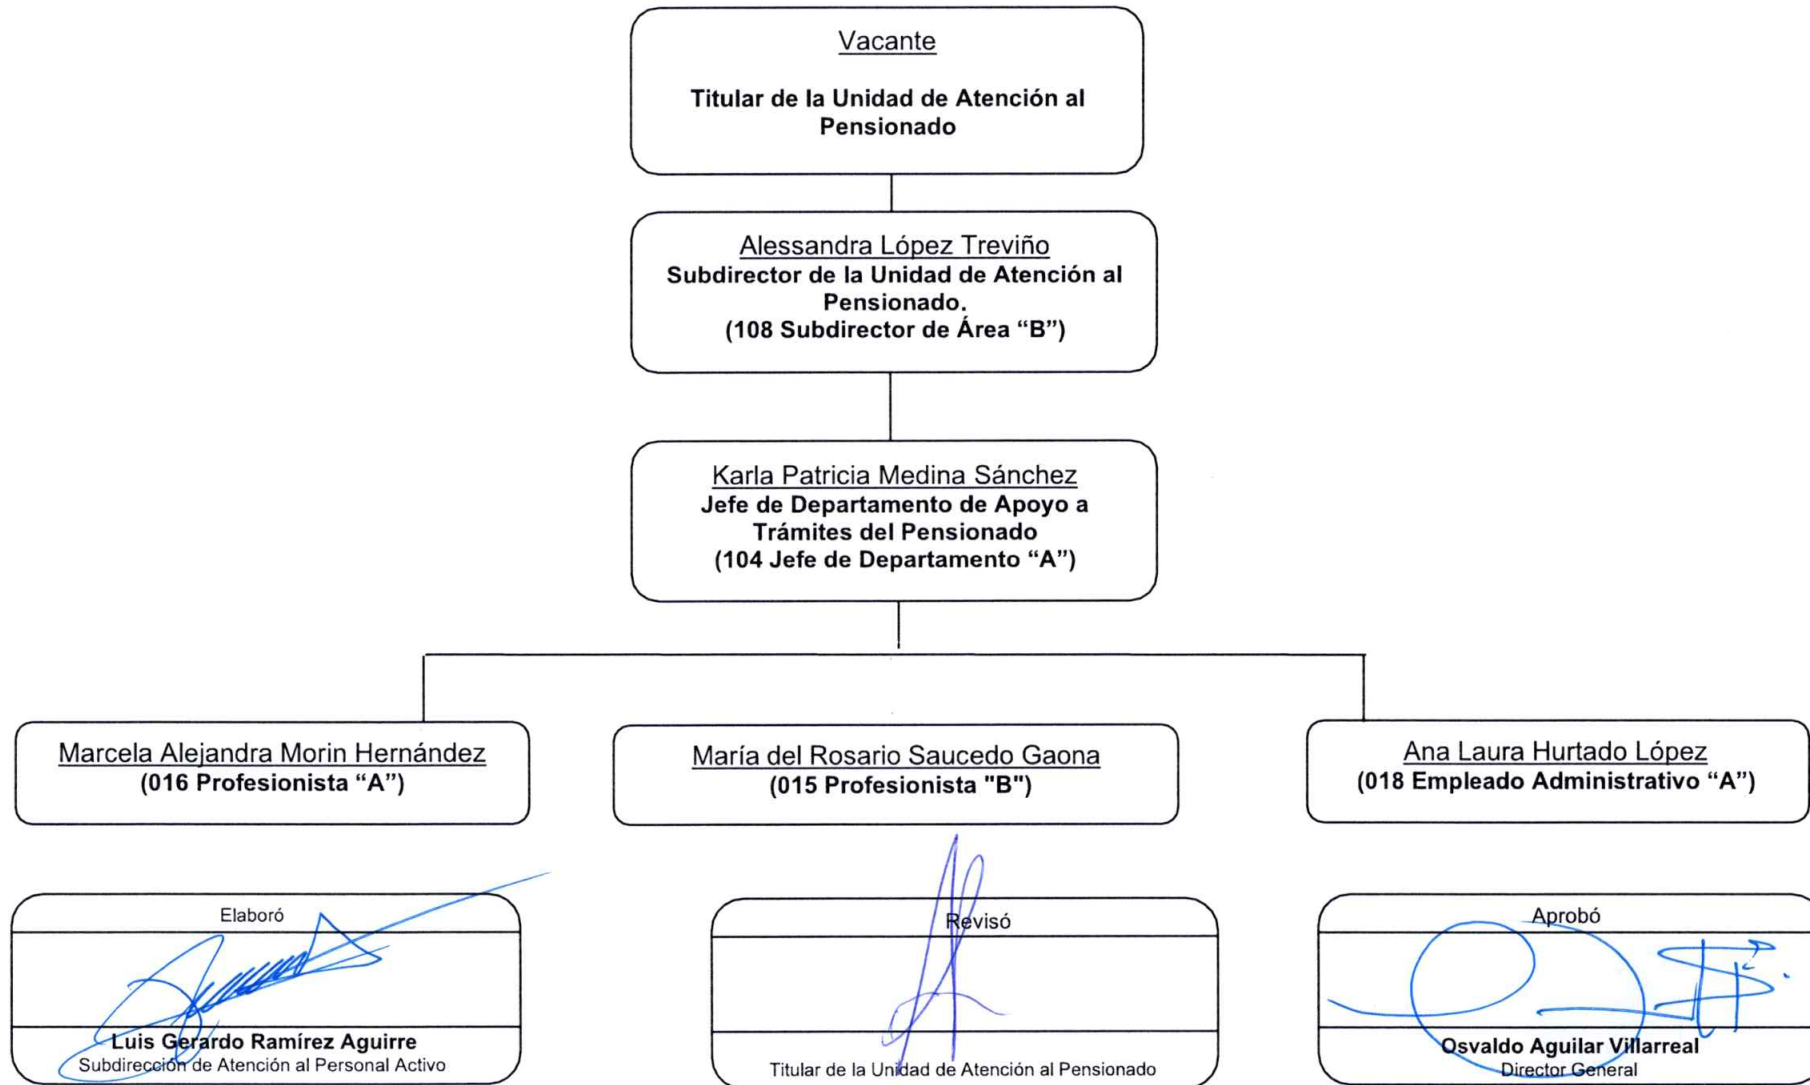 Vacante
Titular de la Unidad de Atención al
Pensionado
Alessandra López Treviño
Subdirector de la Unidad de Atención al
Pensionado.
(108 Subdirector de Área “B”)
Karla Patricia Medina Sánchez
Jefe de Departamento de Apoyo a
Trámites del Pensionado
(104 Jefe de Departamento “A”)
Marcela Alejandra Morin Hernández
(016 Profesionista “A”)
María del Rosario Saucedo Gaona
(015 Profesionista "B")
Ana Laura Hurtado López
(018 Empleado Administrativo “A”)
Elaboró
Luis Gerardo Ramírez Aguirre
Subdirección de Atención al Personal Activo
Revisó
Titular de la Unidad de Atención al Pensionado
Aprobó
Osvaldo Aguilar Villarreal
Director General